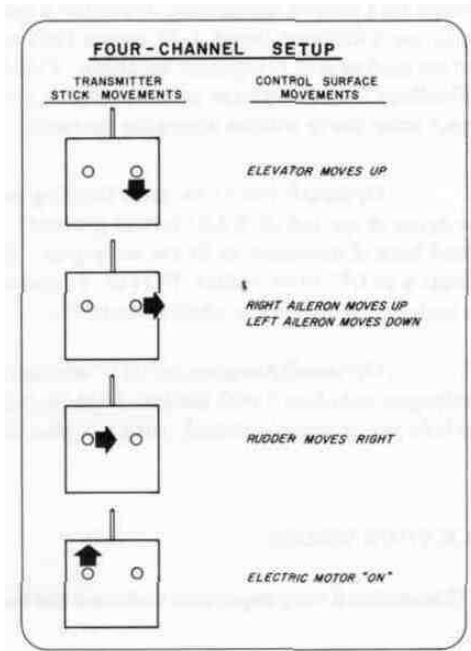 FOUR-CHANNEL SETUP
TRANSMITTER
STICK MOVEMENTS
CONTROL SURFACE
MOVEMENTS
ELEVATOR MOVES UP
RIGHT AILERON MOVES UP
LEFT AILERON MOVES DOWN
RUDDER MOVES RIGHT
ELECTRIC MOTOR "ON"